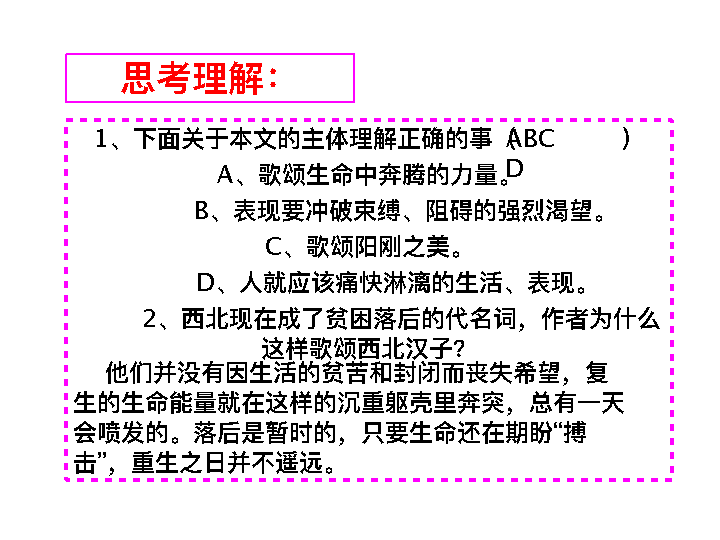 思考理解：
1、下面关于本文的主体理解正确的事（ABC　　）
D
A、歌颂生命中奔腾的力量。
B、表现要冲破束缚、阻碍的强烈渴望。
C、歌颂阳刚之美。
D、人就应该痛快淋漓的生活、表现。
2、西北现在成了贫困落后的代名词，作者为什么
这样歌颂西北汉子？
他们并没有因生活的贫苦和封闭而丧失希望，复
生的生命能量就在这样的沉重躯壳里奔突，总有一天
会喷发的。落后是暂时的，只要生命还在期盼“搏
击”，重生之日并不遥远。